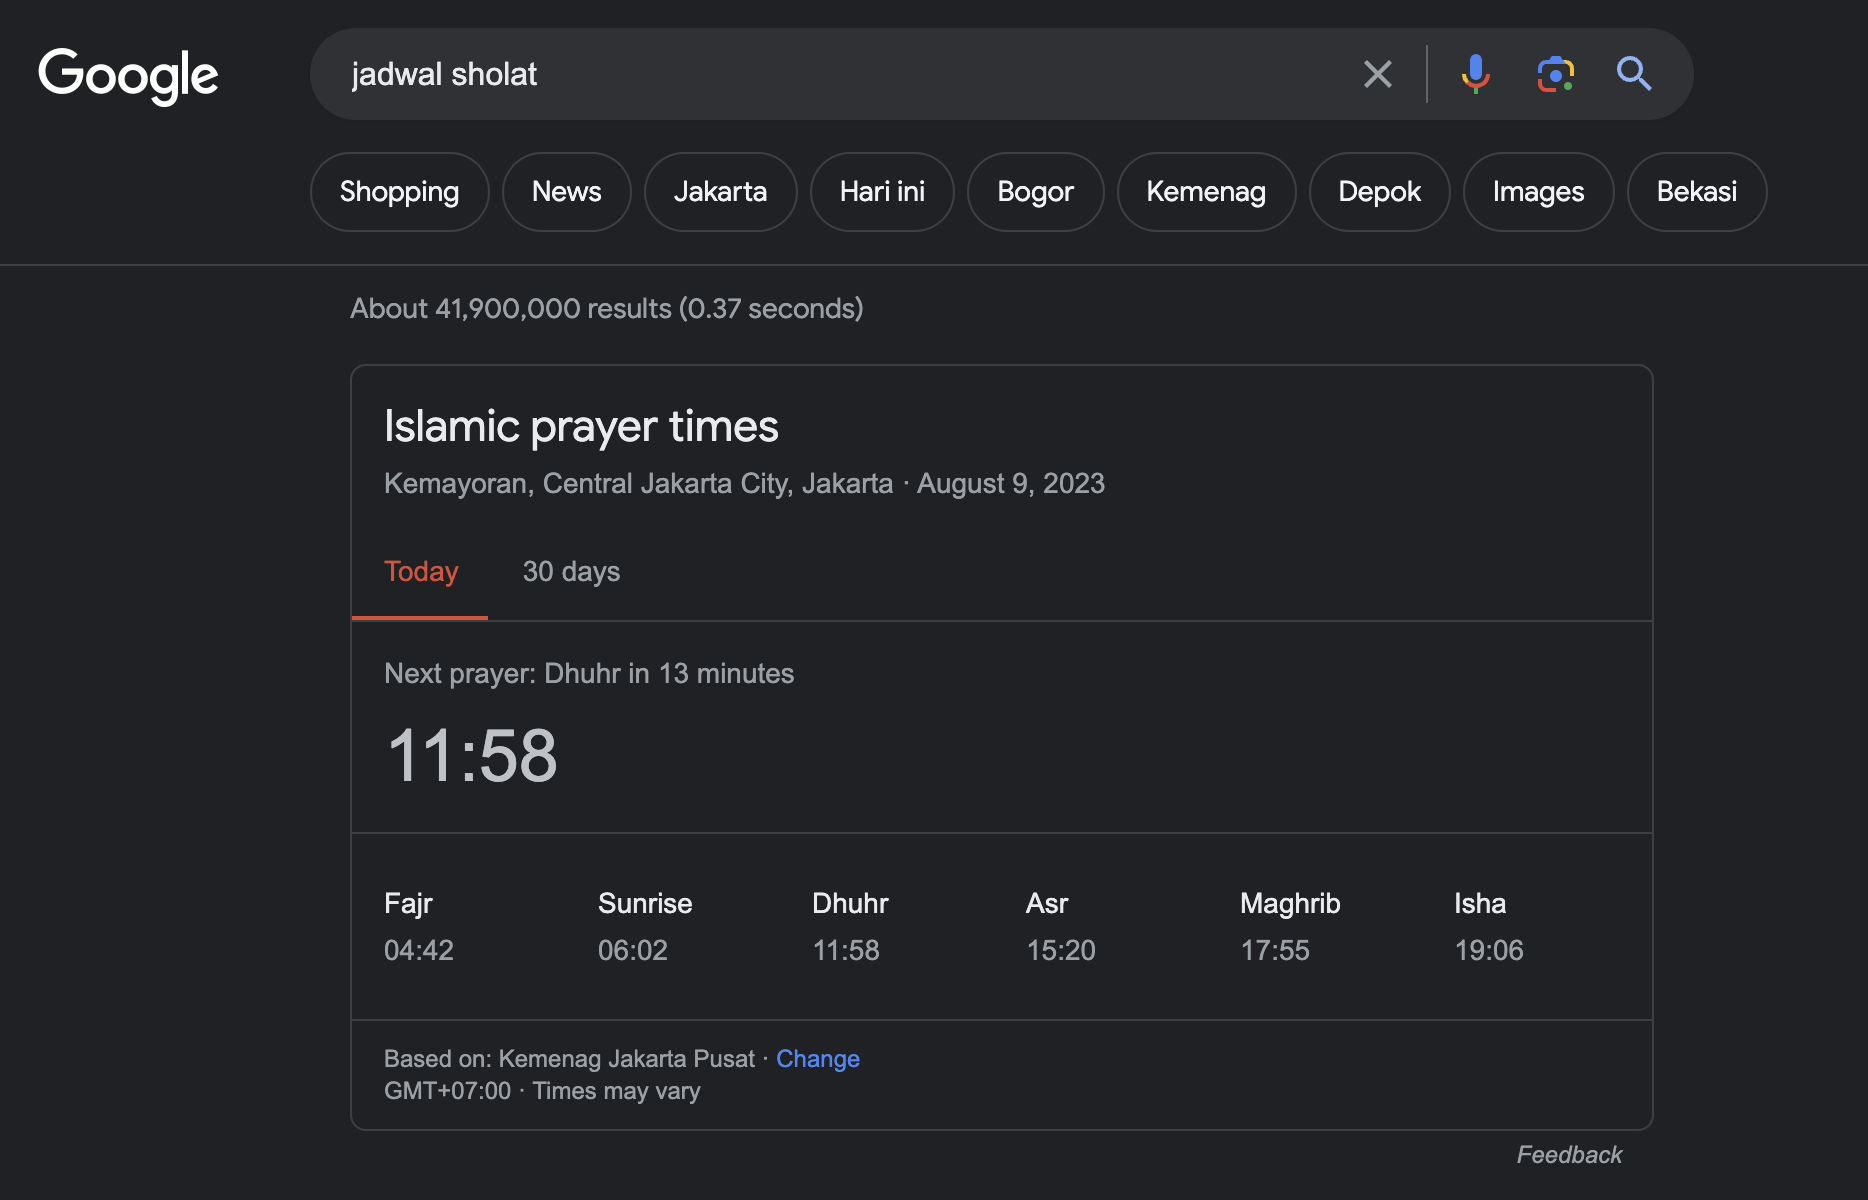 Google
jadwal sholat
Shopping News Jakarta Hari ini Bogor Kemenag Depok Images Bekasi
About 41,900,000 results (0.37 seconds)
Islamic prayer times
Kemayoran, Central Jakarta City, Jakarta · August 9, 2023
Today 30 days
Next prayer: Dhuhr in 13 minutes
11:58
Fajr Sunrise Dhuhr Asr Maghrib Isha
04:42 06:02 11:58 15:20 17:55 19:06
Based on: Kemenag Jakarta Pusat · Change
GMT+07:00 · Times may vary
Feedback